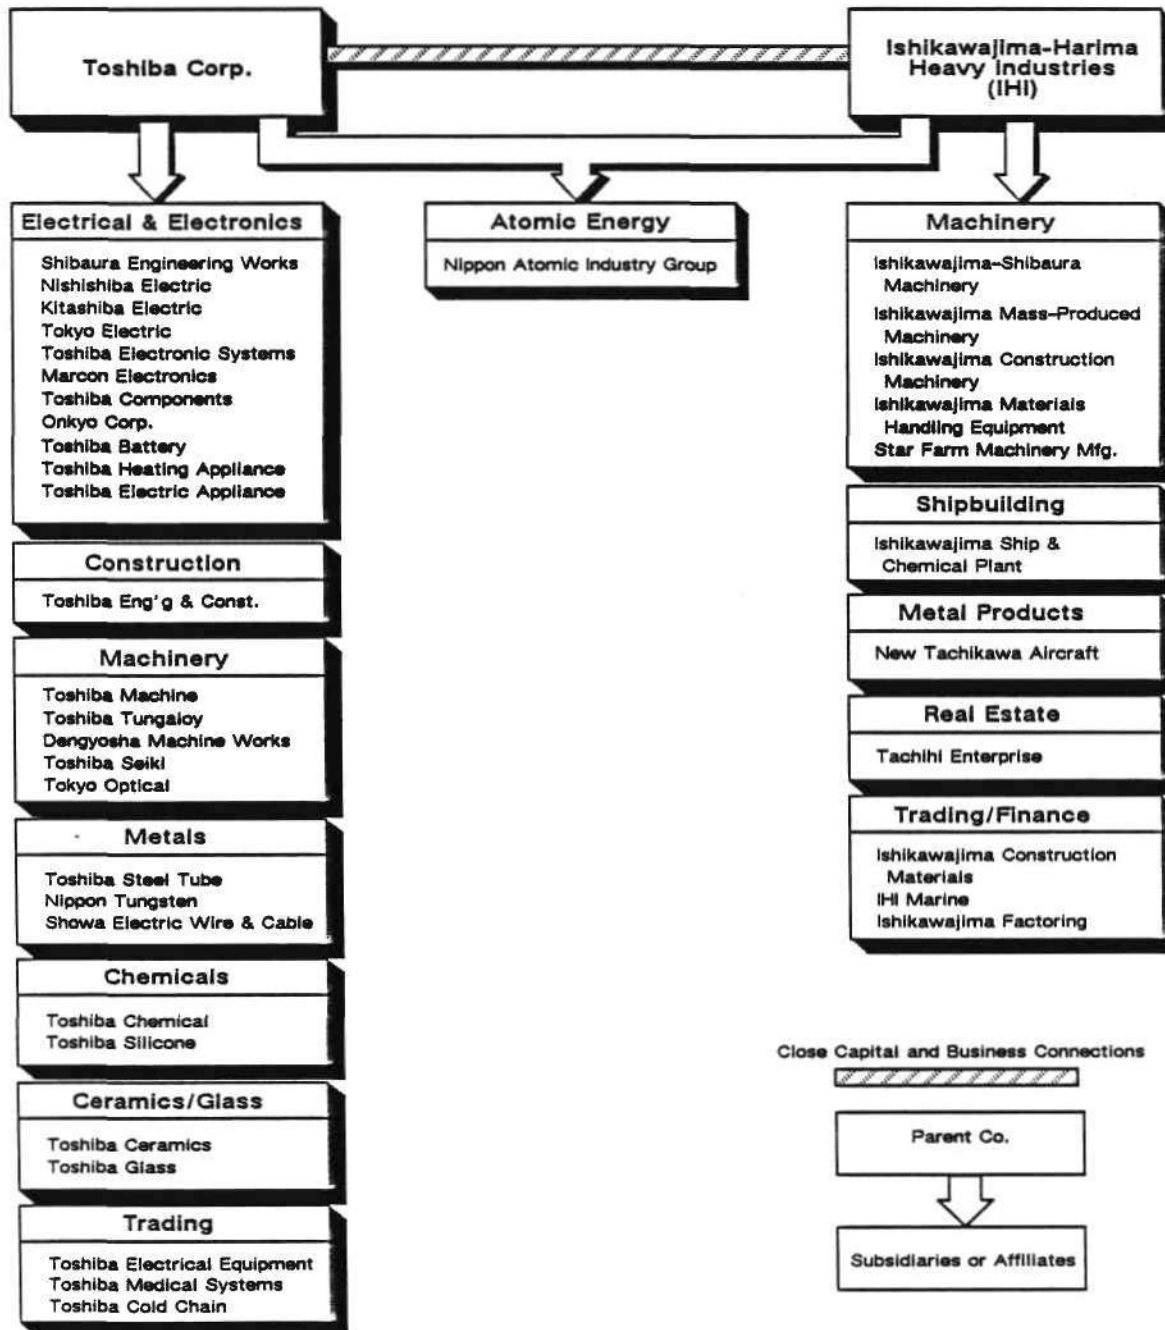 Toshiba Corp.
Ishikawajima-Harima
Heavy Industries
(IHI)
Electrical & Electronics
Shibaura Engineering Works
Nishishiba Electric
Kitashiba Electric
Tokyo Electric
Toshiba Electronic Systems
Marcon Electronics
Toshiba Components
Onkyo Corp.
Toshiba Battery
Toshiba Heating Appliance
Toshiba Electric Appliance
Construction
Toshiba Eng'g & Const.
Machinery
Toshiba Machine
Toshiba Tungaloy
Dengyosha Machine Works
Toshiba Seiki
Tokyo Optical
Metals
Toshiba Steel Tube
Nippon Tungsten
Showa Electric Wire & Cable
Chemicals
Toshiba Chemical
Toshiba Silicone
Ceramics/Glass
Toshiba Ceramics
Toshiba Glass
Trading
Toshiba Electrical Equipment
Toshiba Medical Systems
Toshiba Cold Chain
Atomic Energy
Nippon Atomic Industry Group
Machinery
Ishikawajima-Shibaura
Machinery
Ishikawajima Mass-Produced
Machinery
Ishikawajima Construction
Machinery
Ishikawajima Materials
Handling Equipment
Star Farm Machinery Mfg.
Shipbuilding
Ishikawajima Ship &
Chemical Plant
Metal Products
New Tachikawa Aircraft
Real Estate
Tachihi Enterprise
Trading/Finance
Ishikawajima Construction
Materials
IHI Marine
Ishikawajima Factoring
Close Capital and Business Connections
Parent Co.
Subsidiaries or Affiliates